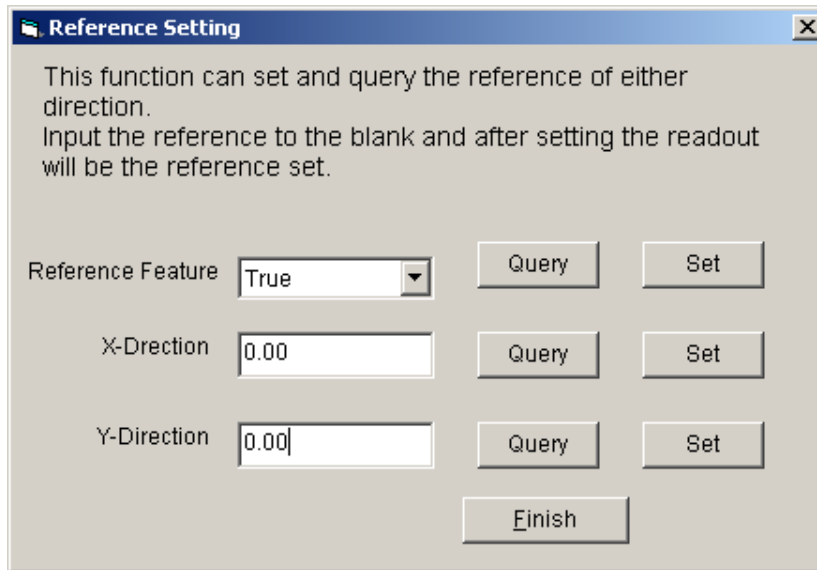 Reference Setting
This function can set and query the reference of either
direction.
Input the reference to the blank and after setting the readout
will be the reference set.
Reference Feature True Query Set
X-Drection 0.00 Query Set
Y-Direction 0.00 Query Set
Finish